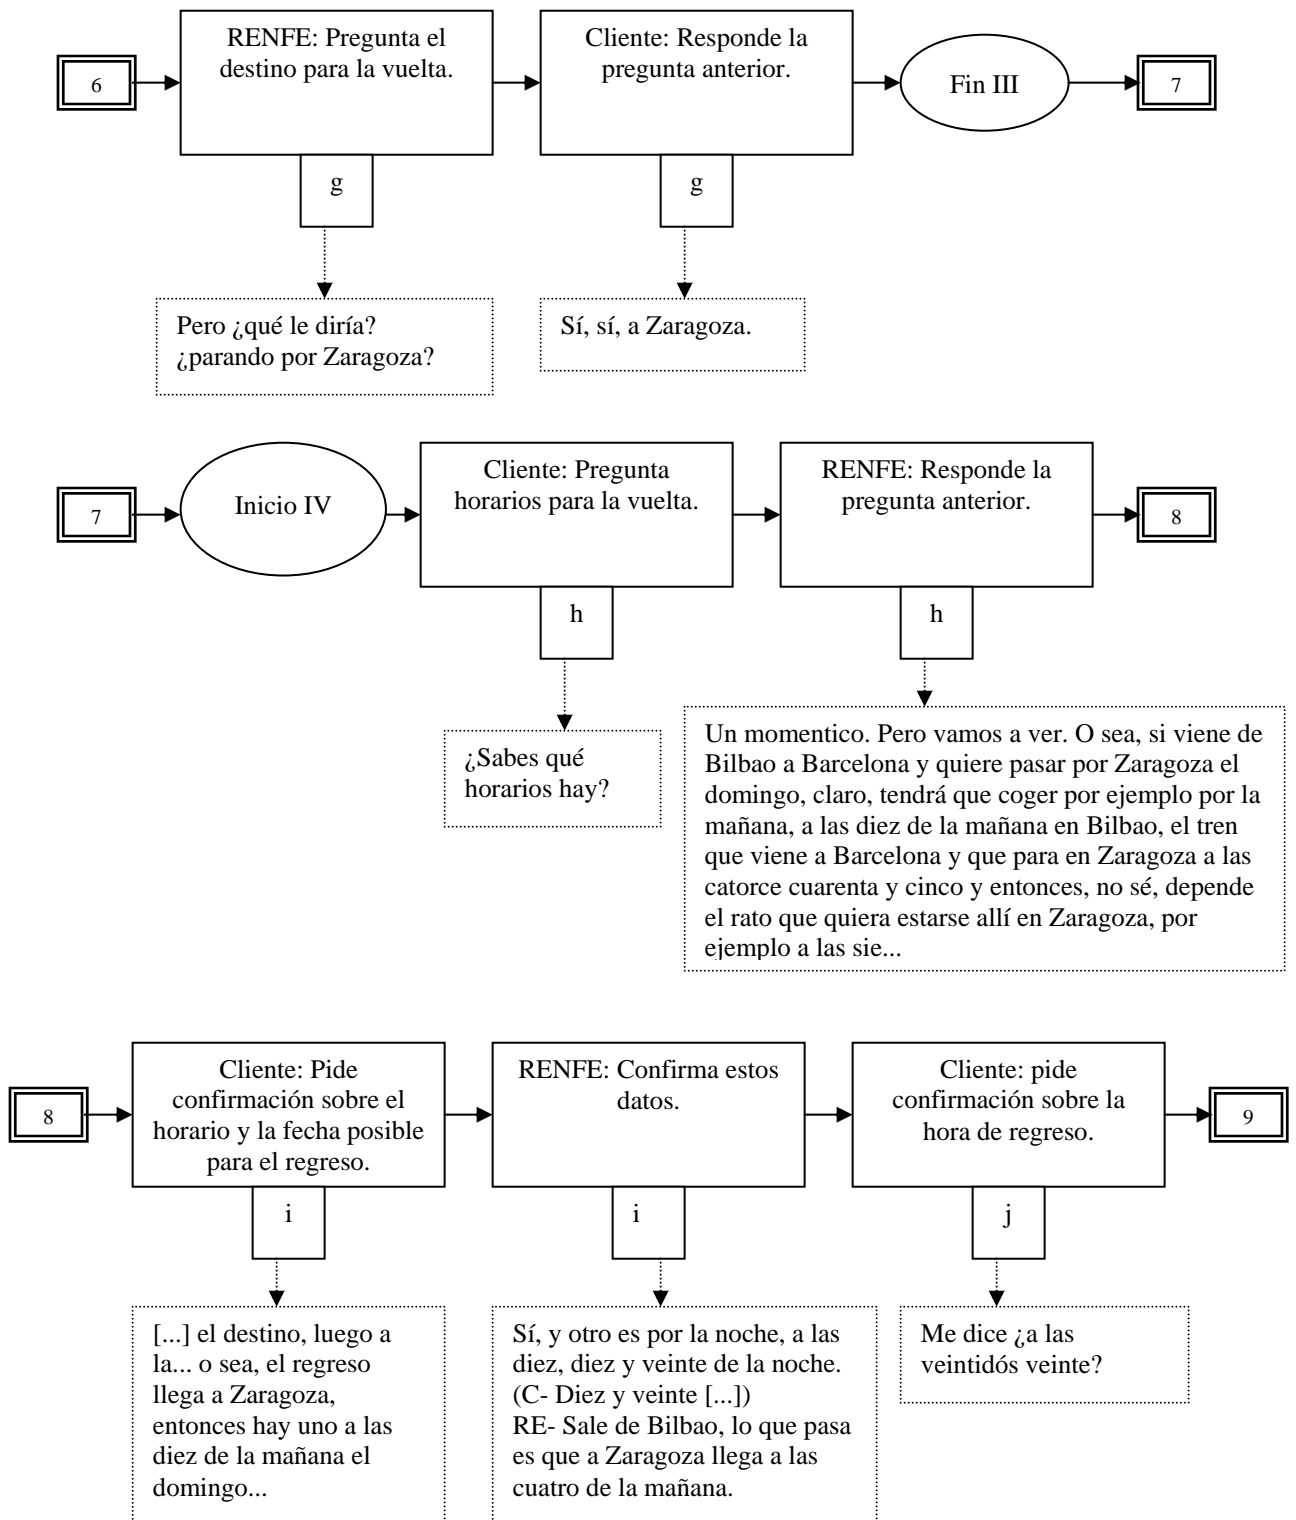 6
RENFE: Pregunta el
destino para la vuelta.
Cliente: Responde la
pregunta anterior.
Fin III
7
g
g
Pero ¿qué le diría?
¿parando por Zaragoza?
Sí, sí, a Zaragoza.
7
Inicio IV
Cliente: Pregunta
horarios para la vuelta.
RENFE: Responde la
pregunta anterior.
8
h
h
¿Sabes qué
horarios hay?
Un momentico. Pero vamos a ver. O sea, si viene de
Bilbao a Barcelona y quiere pasar por Zaragoza el
domingo, claro, tendrá que coger por ejemplo por la
mañana, a las diez de la mañana en Bilbao, el tren
que viene a Barcelona y que para en Zaragoza a las
catorce cuarenta y cinco y entonces, no sé, depende
el rato que quiera estarse allí en Zaragoza, por
ejemplo a las sie...
8
Cliente: Pide
confirmación sobre el
horario y la fecha posible
para el regreso.
RENFE: Confirma estos
datos.
Cliente: pide
confirmación sobre la
hora de regreso.
9
i
i
j
[...] el destino, luego a
la... o sea, el regreso
llega a Zaragoza,
entonces hay uno a las
diez de la mañana el
domingo...
Sí, y otro es por la noche, a las
diez, diez y veinte de la noche.
(C- Diez y veinte [...])
RE- Sale de Bilbao, lo que pasa
es que a Zaragoza llega a las
cuatro de la mañana.
Me dice ¿a las
veintidós veinte?